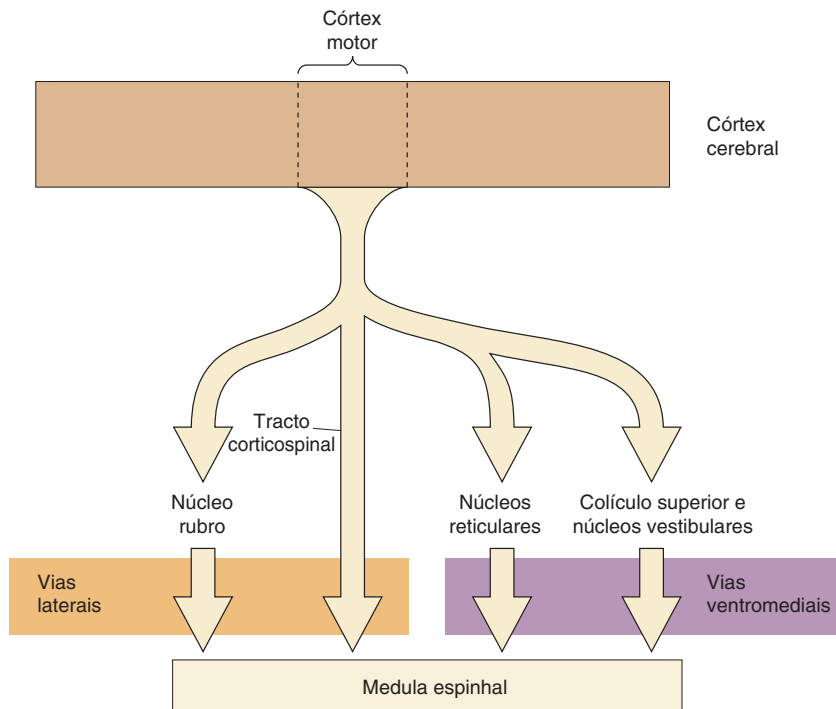 Córtex
motor
Córtex
cerebral
Tracto
corticospinal
Núcleo
rubro
Núcleos
reticulares
Colículo superior e
núcleos vestibulares
Vias
laterais
Vias
ventromediais
Medula espinhal